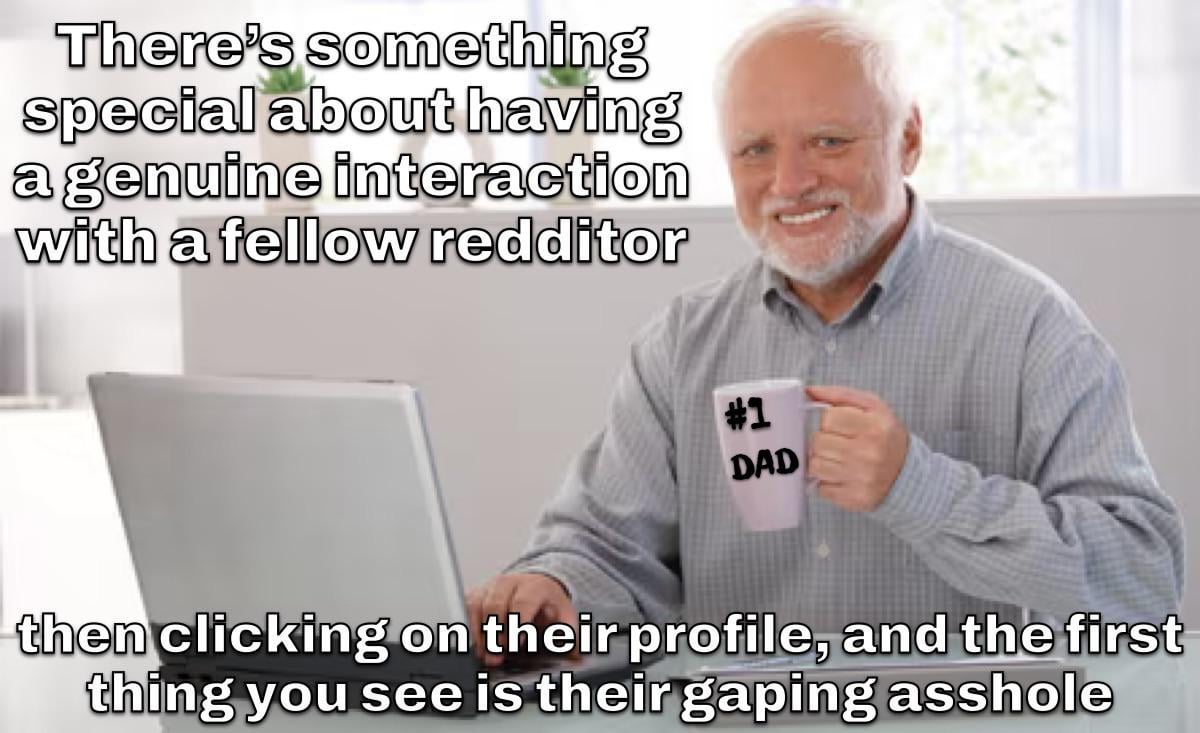 There’s something
special about having
a genuine interaction
with a fellow redditor
#1
DAD
then clicking on their profile, and the first
thing you see is their gaping asshole